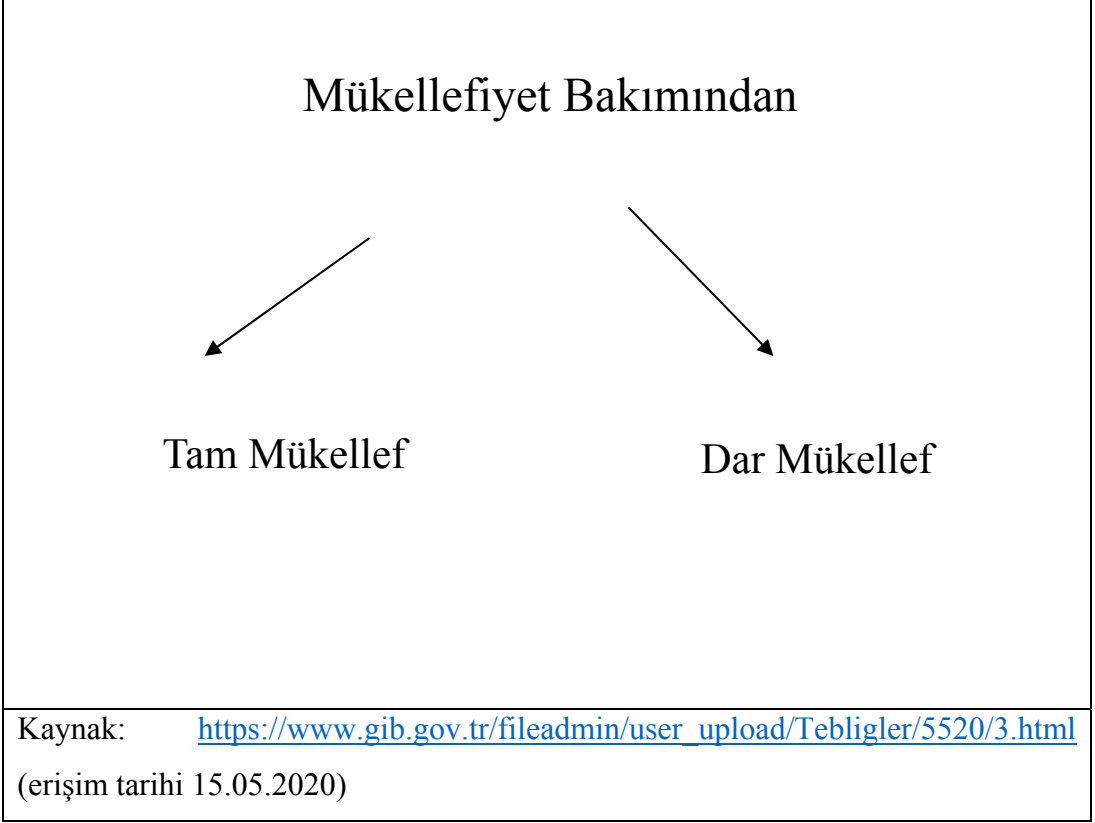 Mükellefiyet Bakımından
Tam Mükellef
Dar Mükellef
Kaynak: https://www.gib.gov.tr/fileadmin/user_upload/Tebligler/5520/3.html
(erişim tarihi 15.05.2020)